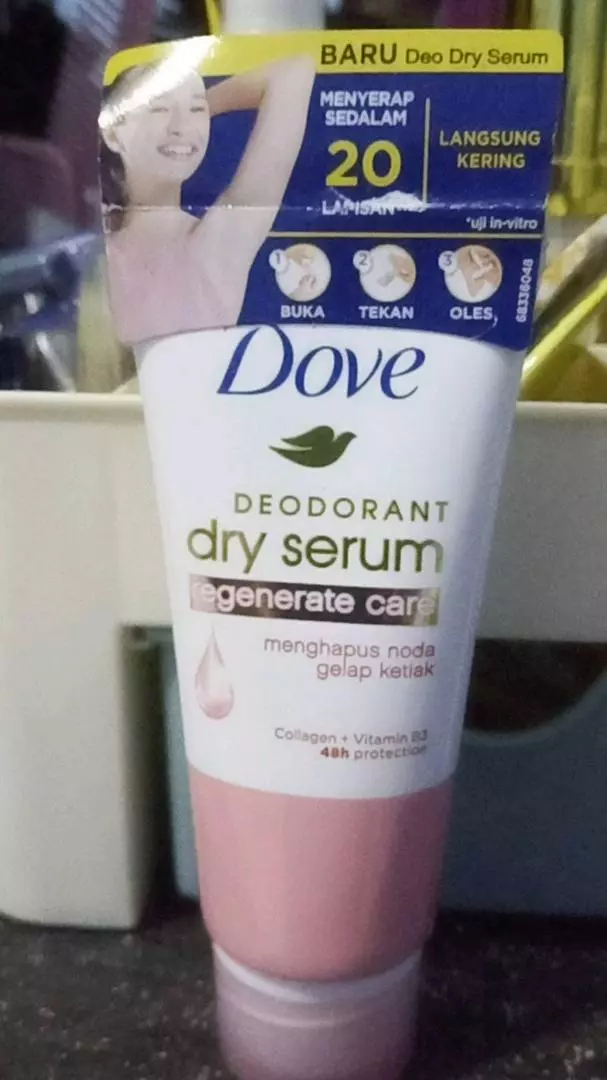 BARU Deo Dry Serum
MENYERAP
SEDALAM
20
LAPISAN
LANGSUNG
KERING
*uji in-vitro
1
2
3
BUKA
TEKAN
OLES
68336048
Dove
DEODORANT
dry serum
regenerate care
menghapus noda
gelap ketiak
Collagen + Vitamin B3
48h protection